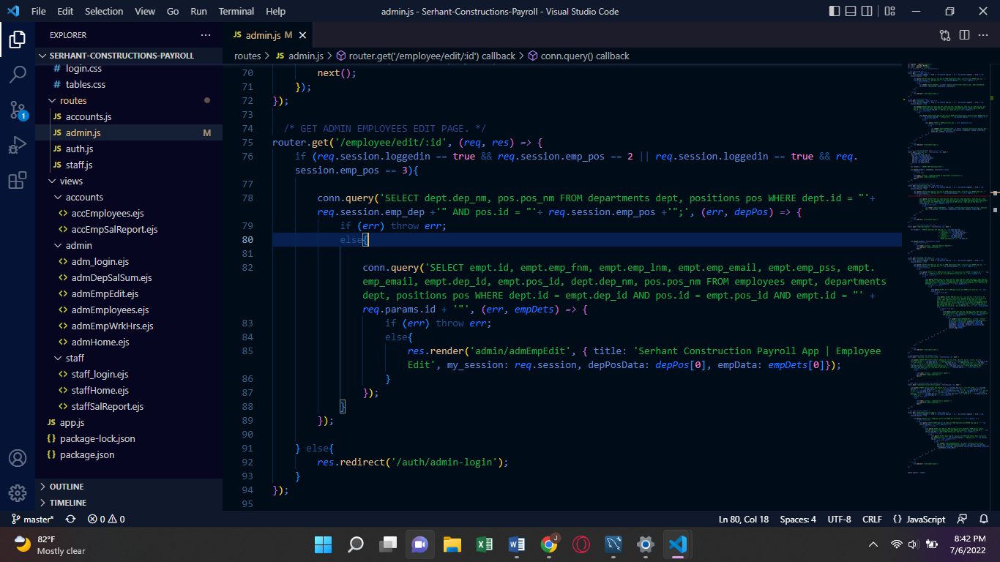 File Edit Selection View Go Run Terminal Help
admin.js - Serhant-Constructions-Payroll - Visual Studio Code
EXPLORER
SERHANT-CONSTRUCTIONS-PAYROLL
# login.css
# tables.css
routes
JS accounts.js
JS admin.js M
JS auth.js
JS staff.js
views
accounts
<> accEmployees.ejs
<> accEmpSalReport.ejs
admin
<> adm_login.ejs
<> admDepSalSum.ejs
<> admEmpEdit.ejs
<> admEmployees.ejs
<> admEmpWrkHrs.ejs
<> admHome.ejs
staff
<> staff_login.ejs
<> staffHome.ejs
<> staffSalReport.ejs
JS app.js
{} package-lock.json
{} package.json
OUTLINE
TIMELINE
1
JS admin.js M
routes > JS admin.js > router.get('/employee/edit/:id') callback > conn.query() callback
70 next();
71 });
72 });
73
74 /* GET ADMIN EMPLOYEES EDIT PAGE. */
75 router.get('/employee/edit/:id', (req, res) => {
76 if (req.session.loggedin == true && req.session.emp_pos == 2 || req.session.loggedin == true && req.
session.emp_pos == 3){
77
78 conn.query('SELECT dept.dep_nm, pos.pos_nm FROM departments dept, positions pos WHERE dept.id = "'+
req.session.emp_dep +'" AND pos.id = "'+ req.session.emp_pos +'";', (err, depPos) => {
79 if (err) throw err;
80 else{
81
82 conn.query('SELECT empt.id, empt.emp_fnm, empt.emp_lnm, empt.emp_email, empt.emp_pss, empt.
emp_email, empt.dep_id, empt.pos_id, dept.dep_nm, pos.pos_nm FROM employees empt, departments
dept, positions pos WHERE dept.id = empt.dep_id AND pos.id = empt.pos_id AND empt.id = "' +
req.params.id + '"', (err, empDets) => {
83 if (err) throw err;
84 else{
85 res.render('admin/admEmpEdit', { title: 'Serhant Construction Payroll App | Employee
Edit', my_session: req.session, depPosData: depPos[0], empData: empDets[0]});
86 }
87 });
88 }
89 });
90
91 } else{
92 res.redirect('/auth/admin-login');
93 }
94 });
95
master* 0 0 Ln 80, Col 18 Spaces: 4 UTF-8 CRLF {} JavaScript
82°F
Mostly clear
J
8:42 PM
7/6/2022